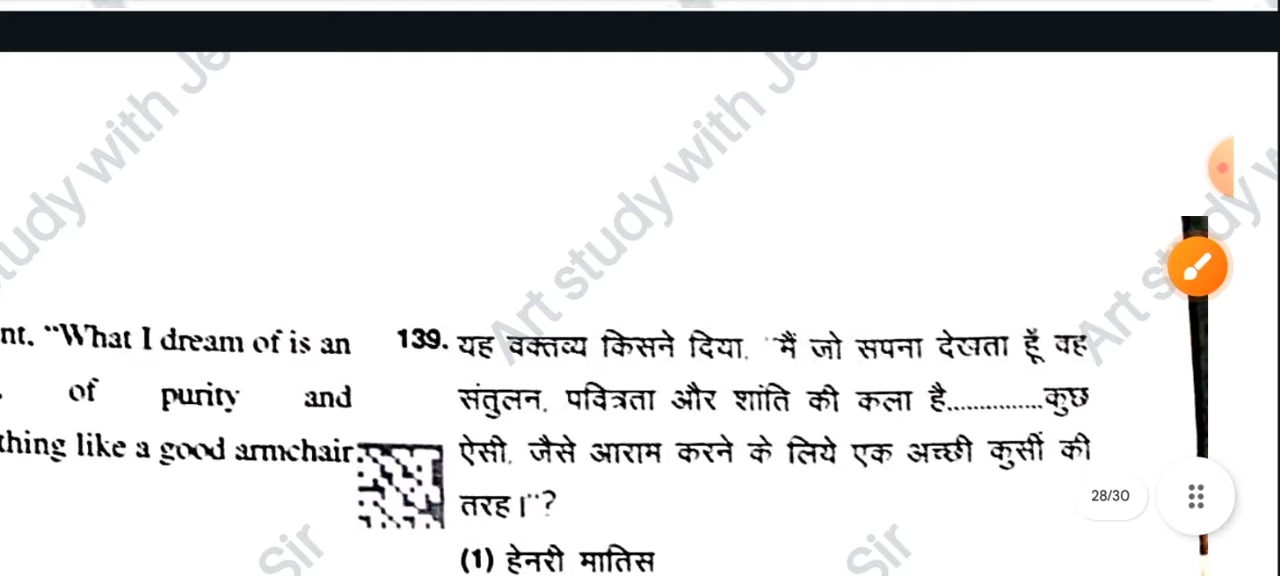 Art study with Je
nt. "What I dream of is an
of purity and
thing like a good armchair.
139. यह वक्तव्य किसने दिया. "मैं जो सपना देखता हूँ वह
संतुलन. पवित्रता और शांति की कला है...............कुछ
ऐसी. जैसे आराम करने के लिये एक अच्छी कुर्सी की
तरह।"?
(1) हेनरी मातिस
28/30
Sir
Sir